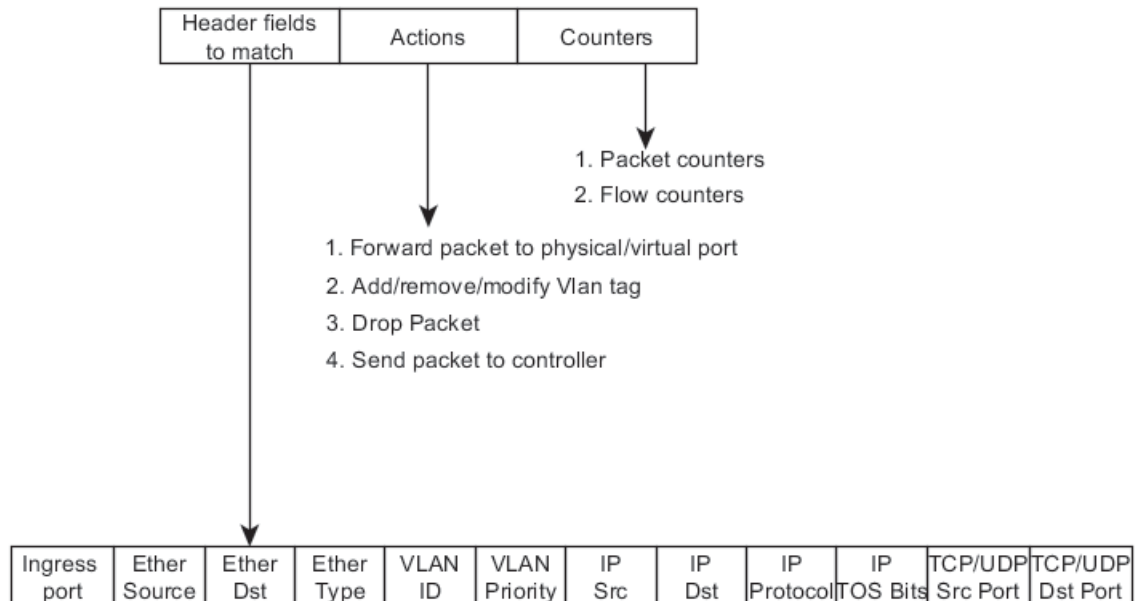 Header fields
to match
Actions
Counters
1. Packet counters
2. Flow counters
1. Forward packet to physical/virtual port
2. Add/remove/modify Vlan tag
3. Drop Packet
4. Send packet to controller
Ingress
port
Ether
Source
Ether
Dst
Ether
Type
VLAN
ID
VLAN
Priority
IP
Src
IP
Dst
IP
Protocol
IP
TOS Bits
TCP/UDP
Src Port
TCP/UDP
Dst Port